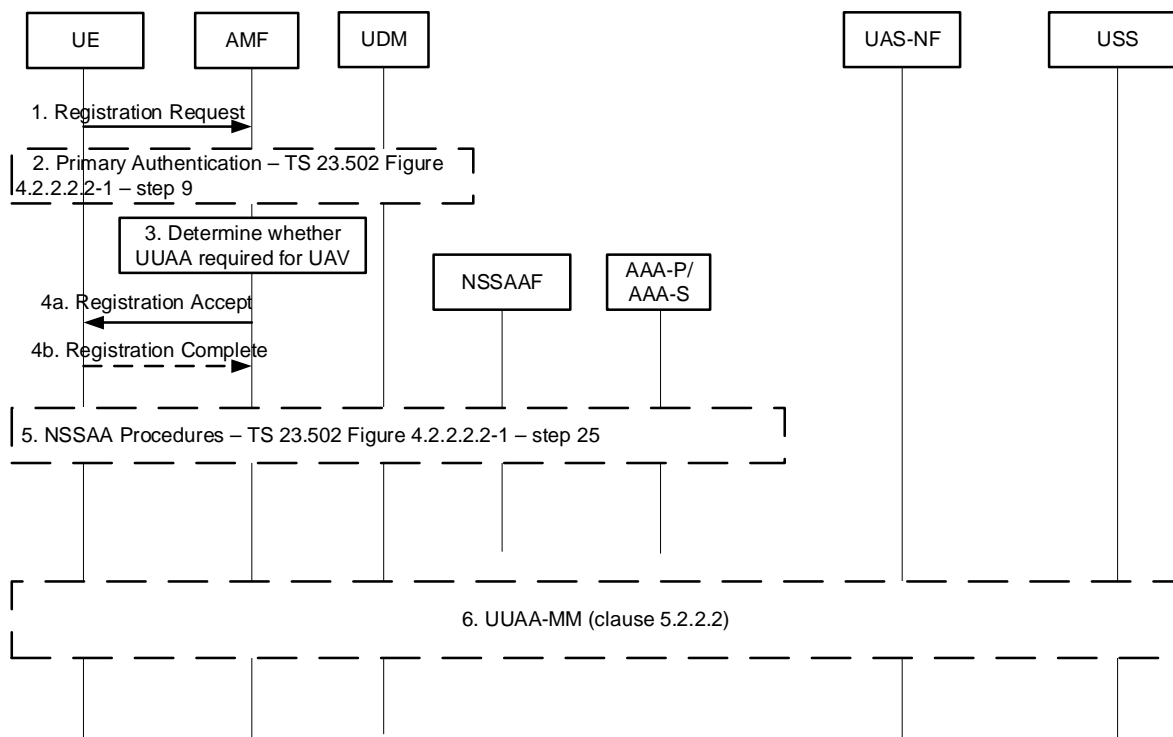 UE
AMF
UDM
UAS-NF
USS
1. Registration Request
2. Primary Authentication – TS 23.502 Figure
4.2.2.2.2-1 – step 9
3. Determine whether
UUAA required for UAV
NSSAAF
AAA-P/
AAA-S
4a. Registration Accept
4b. Registration Complete
5. NSSAA Procedures – TS 23.502 Figure 4.2.2.2.2-1 – step 25
6. UUAA-MM (clause 5.2.2.2)